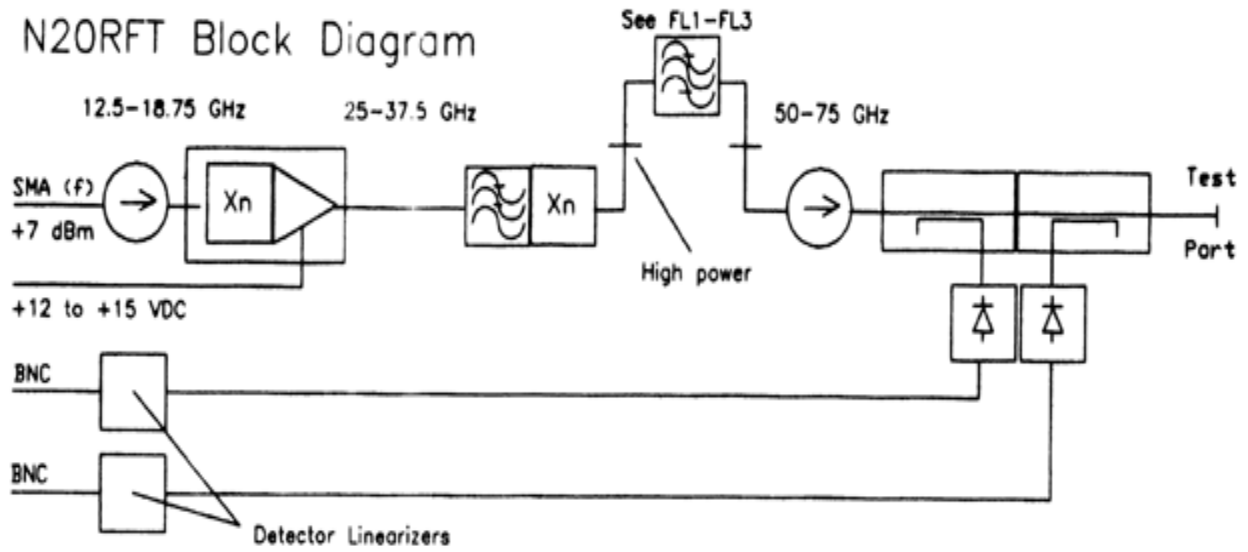 N20RFT Block Diagram
See FL1-FL3
12.5-18.75 GHz
25-37.5 GHz
50-75 GHz
SMA (f)
+7 dBm
Xn
Xn
Test
Port
High power
+12 to +15 VDC
BNC
BNC
Detector Linearizers